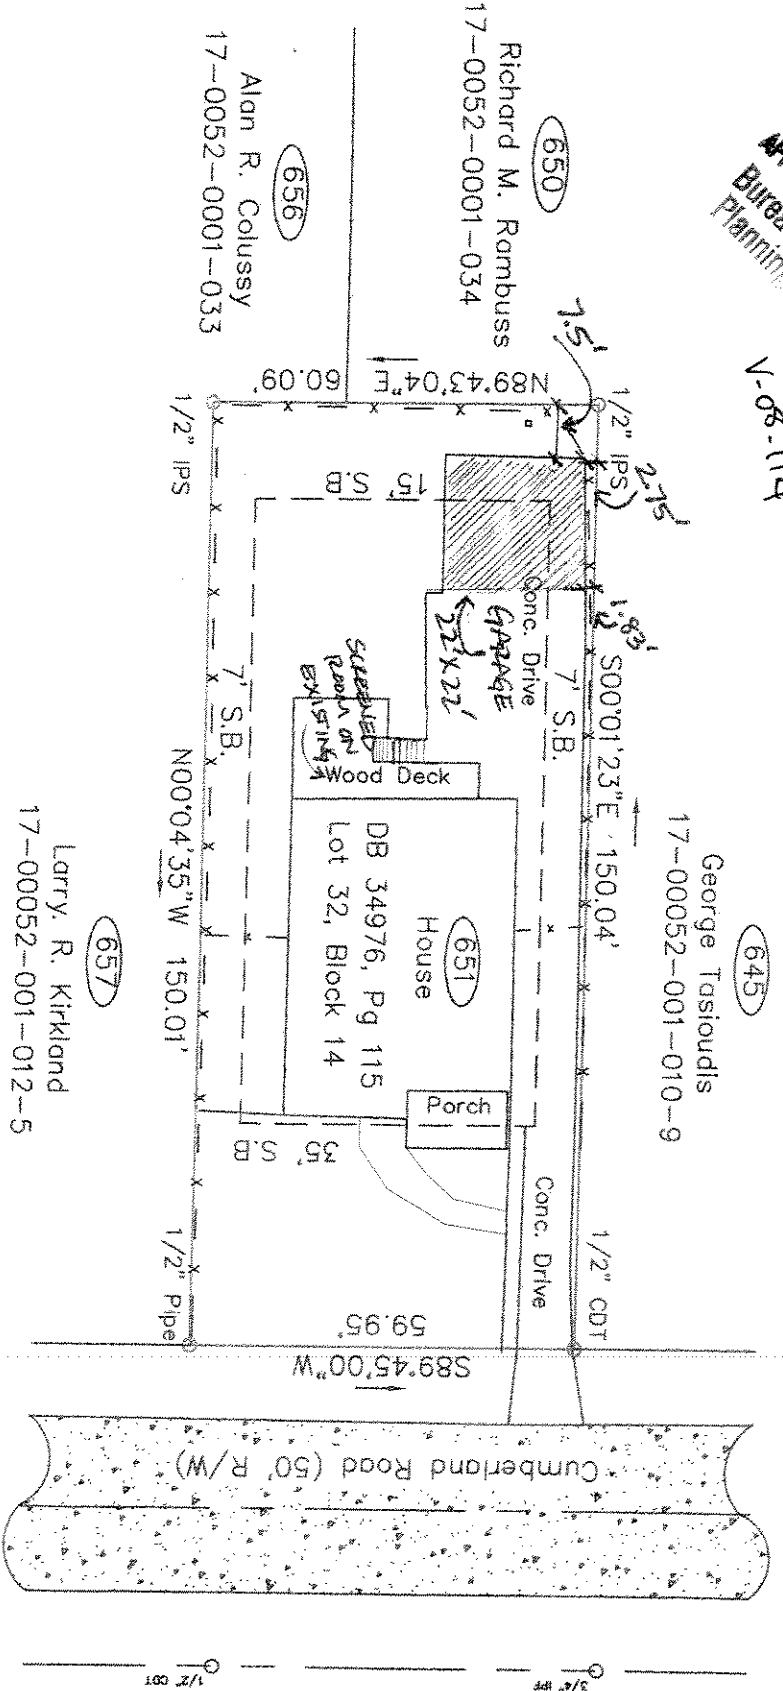 Bureau
Planning
V-08-114
650
Richard M. Rambuss
17-0052-0001-034
656
Alan R. Colussy
17-0052-0001-033
7.5'
1/2" IPS
2.75'
1.83'
N89°43'04"E 60.09'
1/2" IPS
15' S.B
Conc. Drive
GARAGE
22'X22'
7' S.B.
S00°01'23"E 150.04'
645
George Tasioudis
17-00052-001-010-9
SCREENED
ROOM ON
EXISTING
Wood Deck
7' S.B.
N00°04'35"W 150.01'
657
Larry. R. Kirkland
17-00052-001-012-5
651
House
DB 34976, Pg 115
Lot 32, Block 14
Porch
35' S.B
Conc. Drive
1/2" CDT
1/2" Pipe
59.95'
S89°45'00"W
Cumberland Road (50' R/W)
1/2" CDT
3/4" IPF